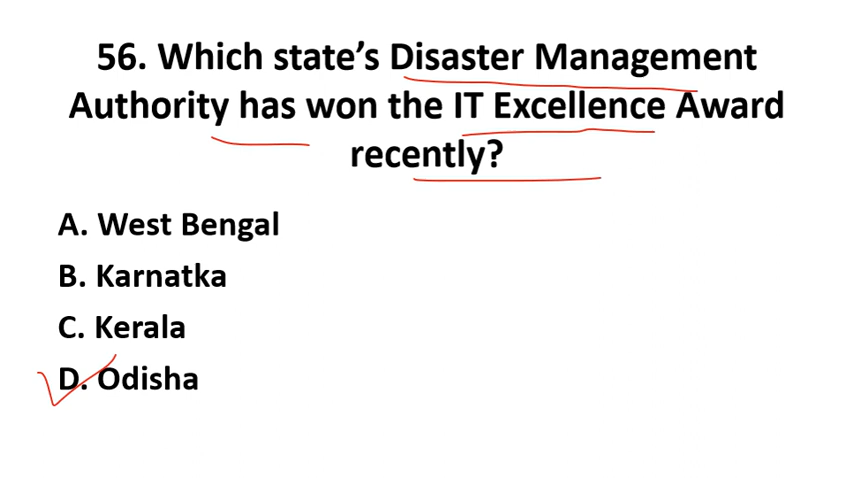 56. Which state’s Disaster Management
Authority has won the IT Excellence Award
recently?
A. West Bengal
B. Karnatka
C. Kerala
D. Odisha